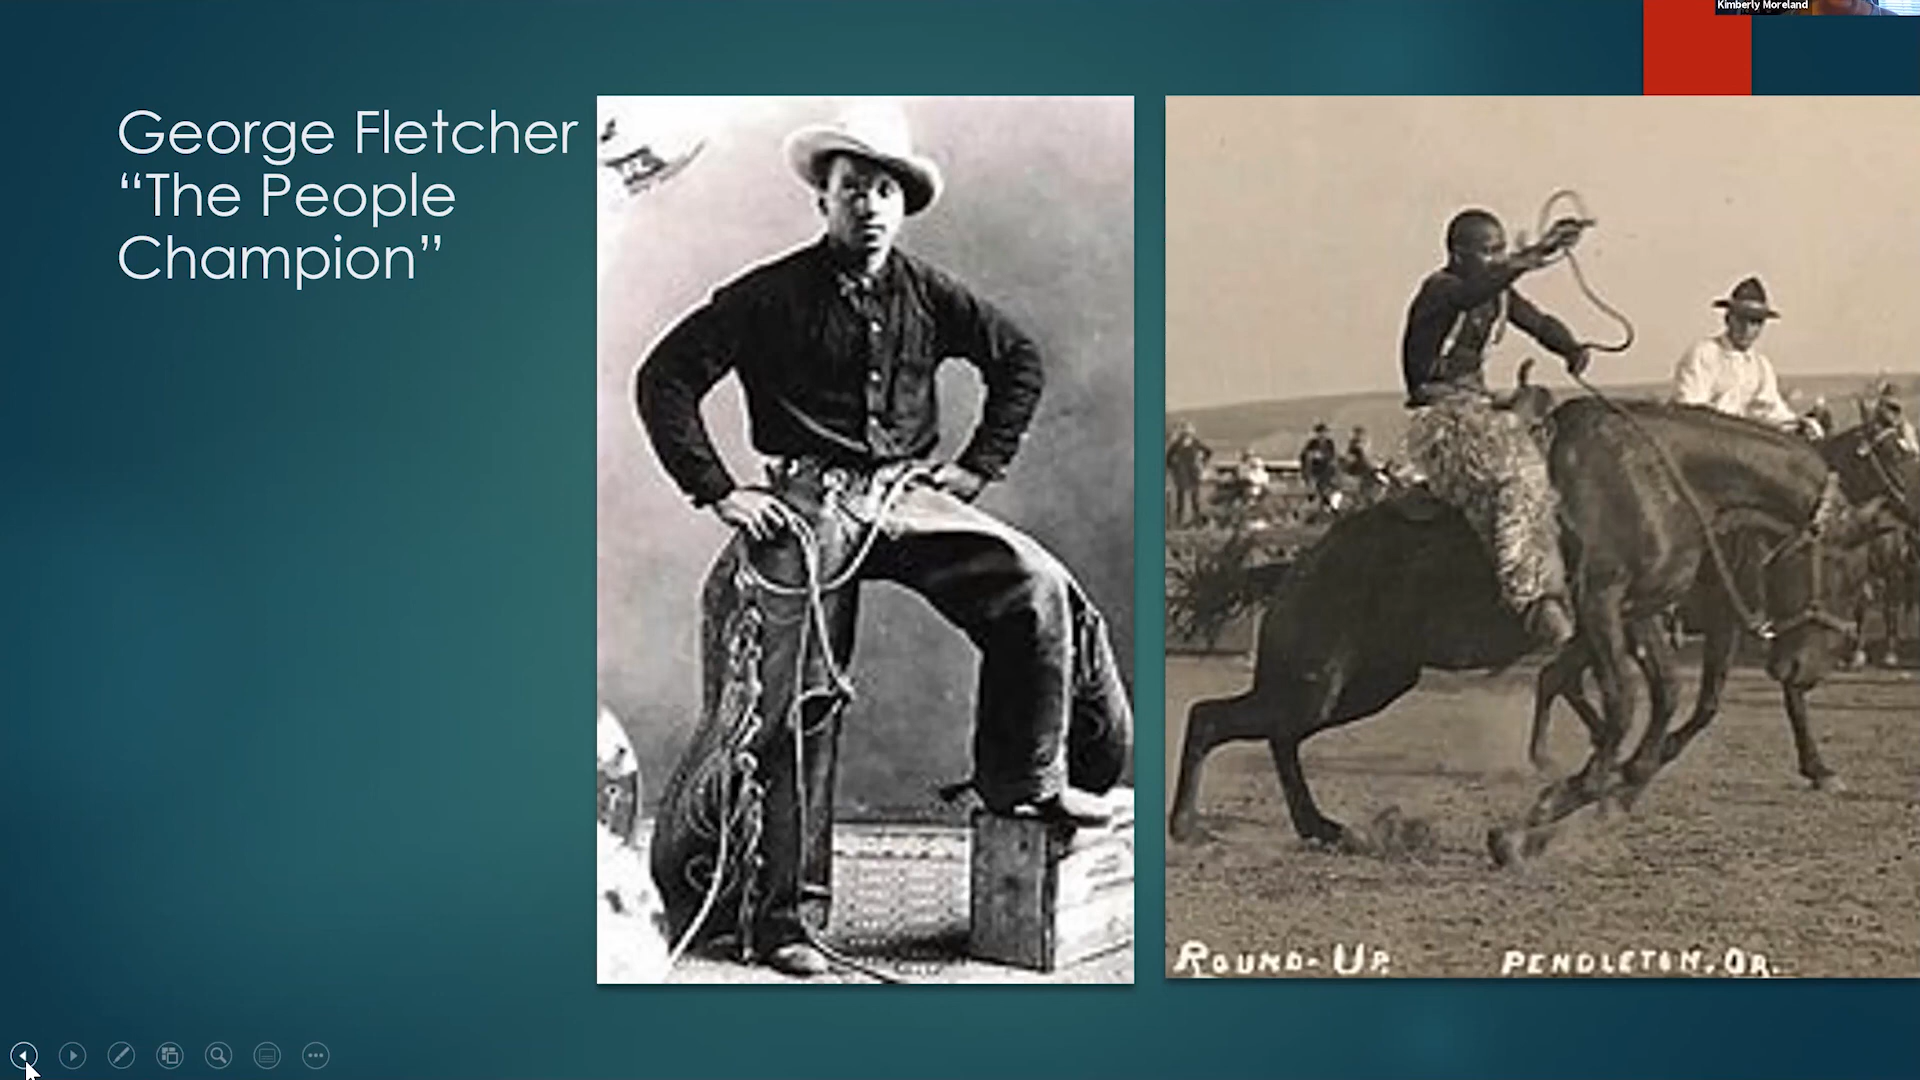 Kimberly Moreland
George Fletcher
“The People
Champion”
ROUND-UP. PENDLETON, OR.